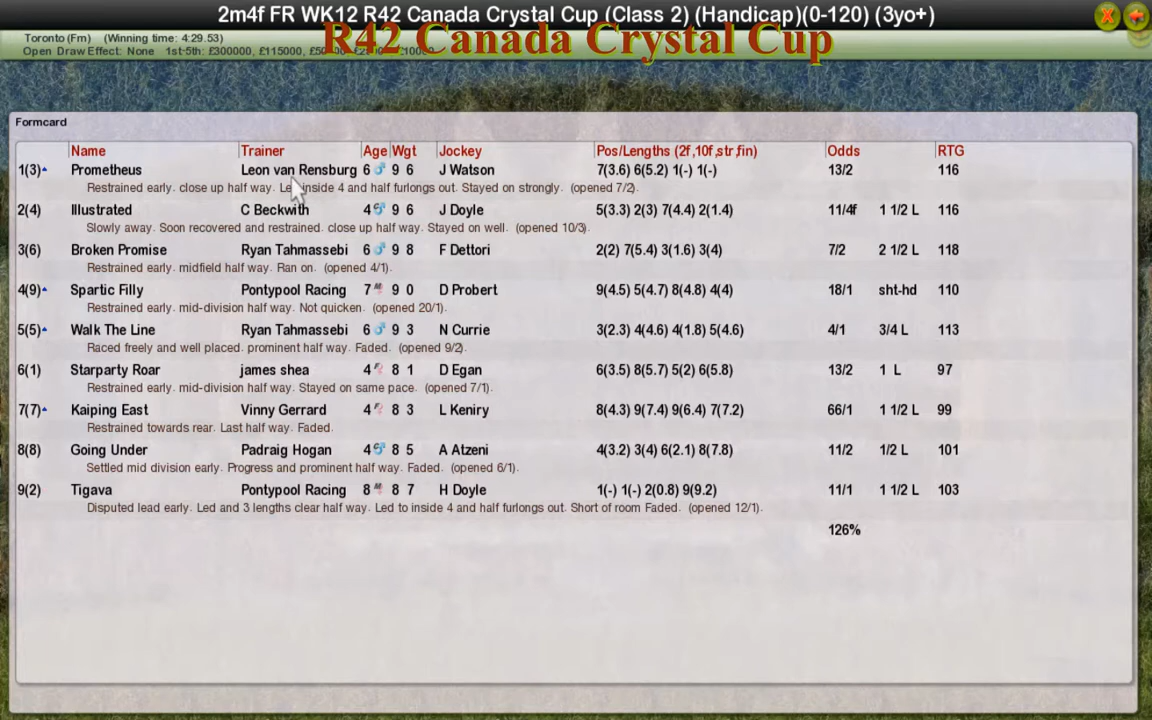 2m4f FR WK12 R42 Canada Crystal Cup (Class 2) (Handicap)(0-120) (3yo+)
R42 Canada Crystal Cup
Toronto (Fm) (Winning time: 4:29.53)
Open Draw Effect: None 1st-5th: £300000, £115000,
Formcard
Name Trainer Age Wgt Jockey Pos/Lengths (2f,10f,str,fin) Odds RTG
1(3) Prometheus Leon van Rensburg 6 9 6 J Watson 7(3.6) 6(5.2) 1(-) 1(-) 13/2 116
Restrained early. close up half way. Led inside 4 and half furlongs out. Stayed on strongly. (opened 7/2).
2(4) Illustrated C Beckwith 4 9 6 J Doyle 5(3.3) 2(3) 7(4.4) 2(1.4) 11/4f 1 1/2 L 116
Slowly away. Soon recovered and restrained. close up half way. Stayed on well. (opened 10/3).
3(6) Broken Promise Ryan Tahmassebi 6 9 8 F Dettori 2(2) 7(5.4) 3(1.6) 3(4) 7/2 2 1/2 L 118
Restrained early. midfield half way. Ran on. (opened 4/1).
4(9) Spartic Filly Pontypool Racing 7 9 0 D Probert 9(4.5) 5(4.7) 8(4.8) 4(4) 18/1 sht-hd 110
Restrained early. mid-division half way. Not quicken. (opened 20/1).
5(5) Walk The Line Ryan Tahmassebi 6 9 3 N Currie 3(2.3) 4(4.6) 4(1.8) 5(4.6) 4/1 3/4 L 113
Raced freely and well placed. prominent half way. Faded. (opened 9/2).
6(1) Starparty Roar james shea 4 8 1 D Egan 6(3.5) 8(5.7) 5(2) 6(5.8) 13/2 1 L 97
Restrained early. mid-division half way. Stayed on same pace. (opened 7/1).
7(7) Kaiping East Vinny Gerrard 4 8 3 L Keniry 8(4.3) 9(7.4) 9(6.4) 7(7.2) 66/1 1 1/2 L 99
Restrained towards rear. Last half way. Faded.
8(8) Going Under Padraig Hogan 4 8 5 A Atzeni 4(3.2) 3(4) 6(2.1) 8(7.8) 11/2 1/2 L 101
Settled mid division early. Progress and prominent half way. Faded. (opened 6/1).
9(2) Tigava Pontypool Racing 8 8 7 H Doyle 1(-) 1(-) 2(0.8) 9(9.2) 11/1 1 1/2 L 103
Disputed lead early. Led and 3 lengths clear half way. Led to inside 4 and half furlongs out. Short of room Faded. (opened 12/1).
126%